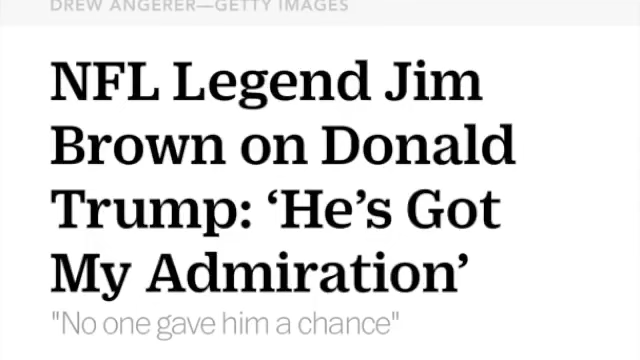 DREW ANGERER—GETTY IMAGES
NFL Legend Jim
Brown on Donald
Trump: ‘He’s Got
My Admiration’
"No one gave him a chance"